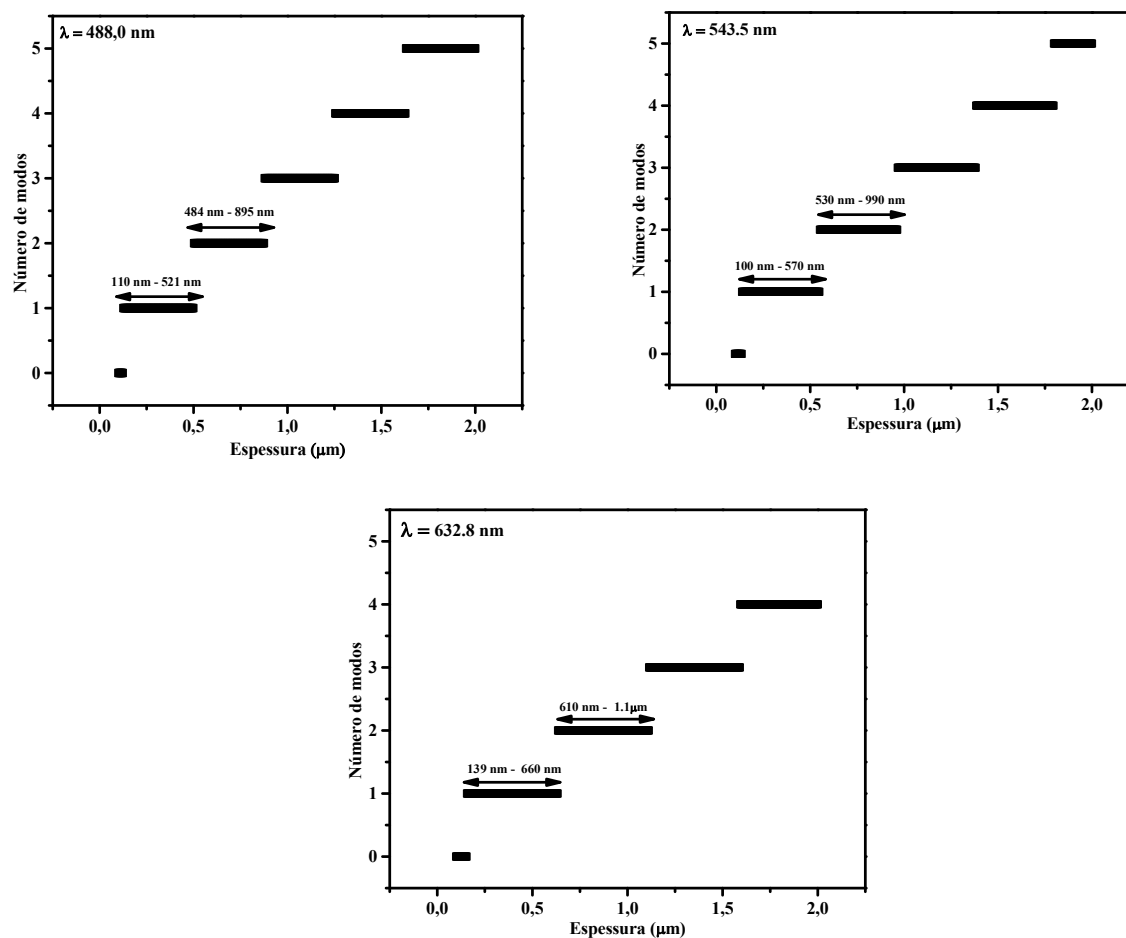 λ = 488,0 nm
5
4
3
2
1
0
Número de modos
484 nm - 895 nm
110 nm - 521 nm
0,0 0,5 1,0 1,5 2,0
Espessura (μm)
λ = 543.5 nm
5
4
3
2
1
0
Número de modos
530 nm - 990 nm
100 nm - 570 nm
0,0 0,5 1,0 1,5 2,0
Espessura (μm)
λ = 632.8 nm
5
4
3
2
1
0
Número de modos
610 nm - 1.1μm
139 nm - 660 nm
0,0 0,5 1,0 1,5 2,0
Espessura (μm)